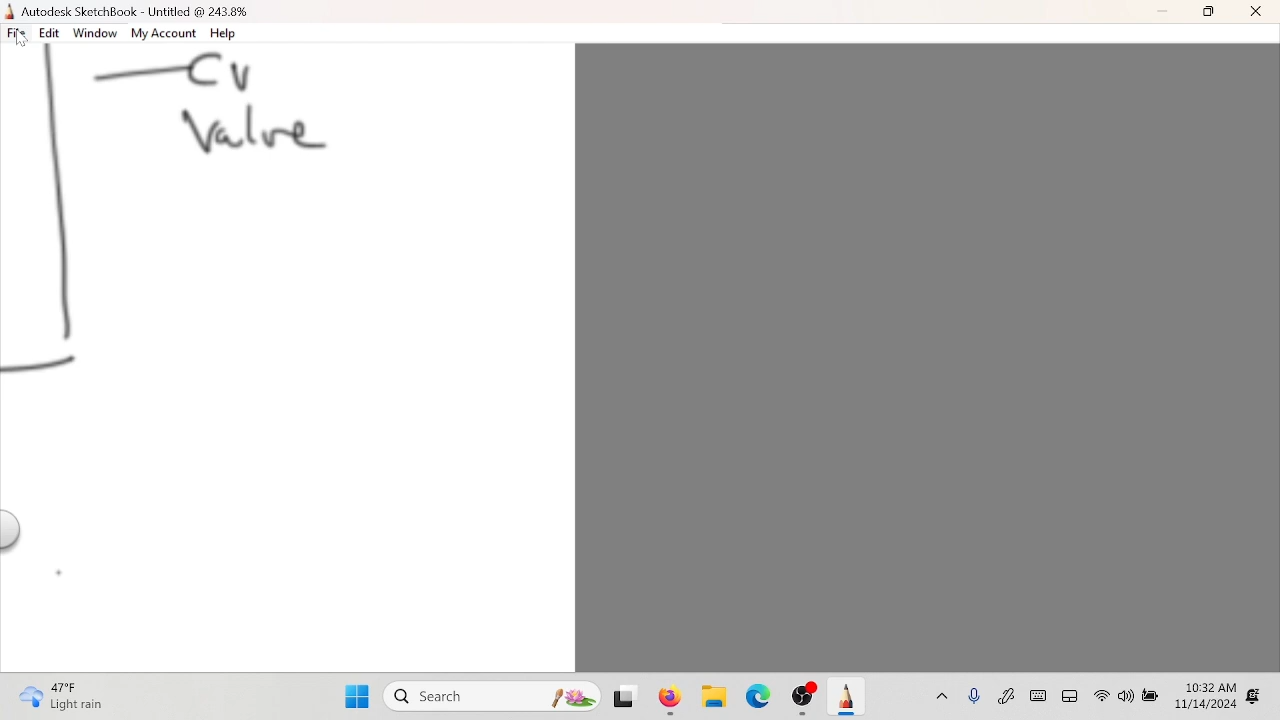 Autodesk SketchBook - Untitled @ 243.8%
File Edit Window My Account Help
Cv
Valve
47°F
Light rain
Search
10:32 AM
11/14/2024